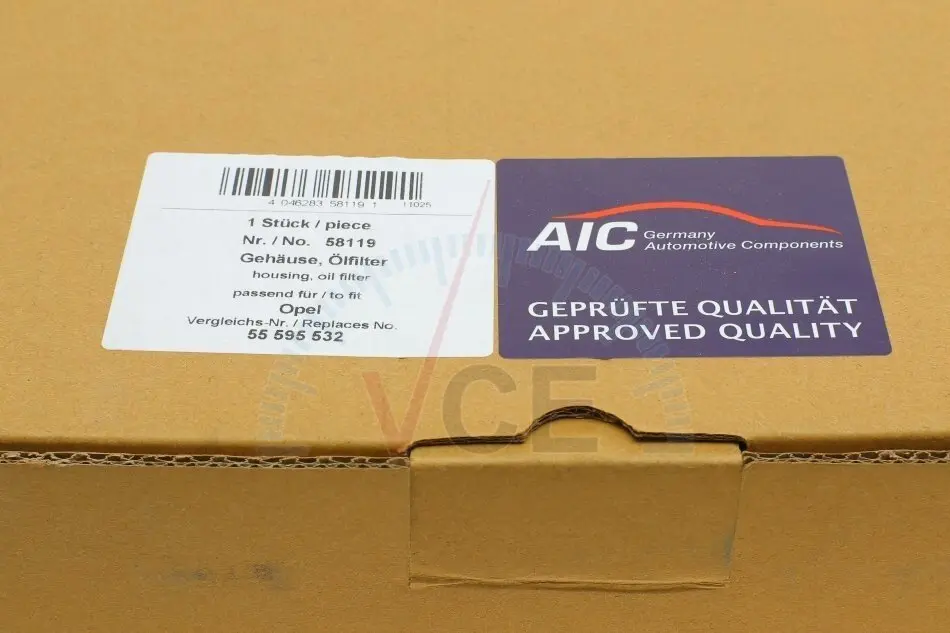 4 046283 58119 1 11025
1 Stück / piece
Nr. / No. 58119
Gehäuse, Ölfilter
housing, oil filter
passend für / to fit
Opel
Vergleichs-Nr. / Replaces No.
55 595 532
AIC Germany
Automotive Components
GEPRÜFTE QUALITÄT
APPROVED QUALITY
VCE